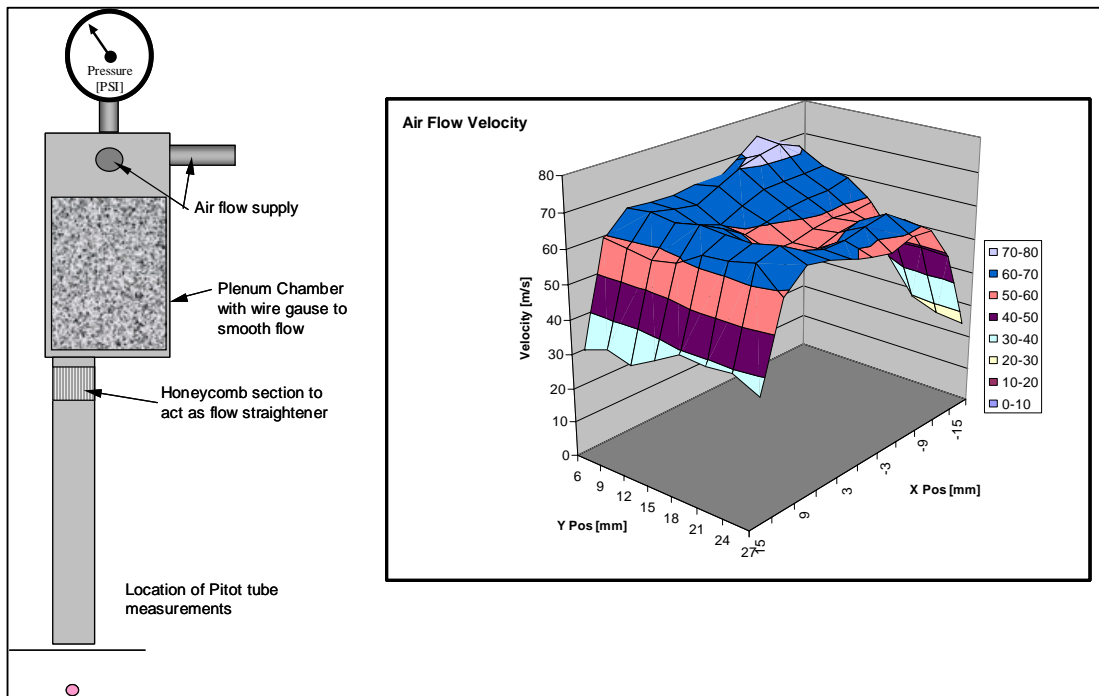 Pressure
[PSI]
Air flow supply
Plenum Chamber
with wire gause to
smooth flow
Honeycomb section to
act as flow straightener
Location of Pitot tube
measurements
Air Flow Velocity
80
70
60
50
40
30
20
10
0
Velocity [m/s]
6
9
12
15
18
21
24
27
Y Pos [mm]
15
9
3
-3
-9
-15
X Pos [mm]
70-80
60-70
50-60
40-50
30-40
20-30
10-20
0-10